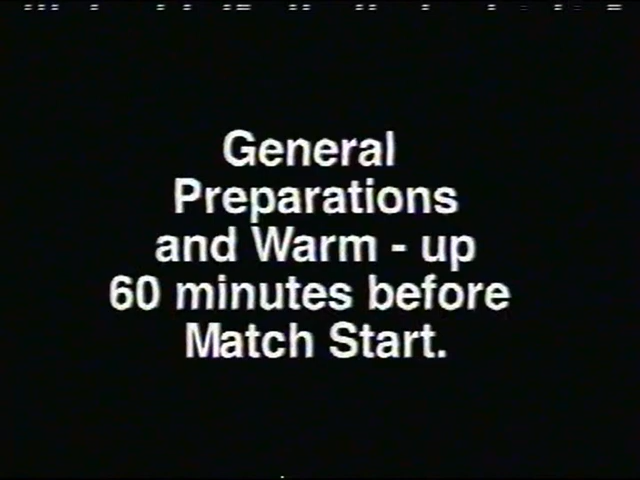 General
Preparations
and Warm - up
60 minutes before
Match Start.